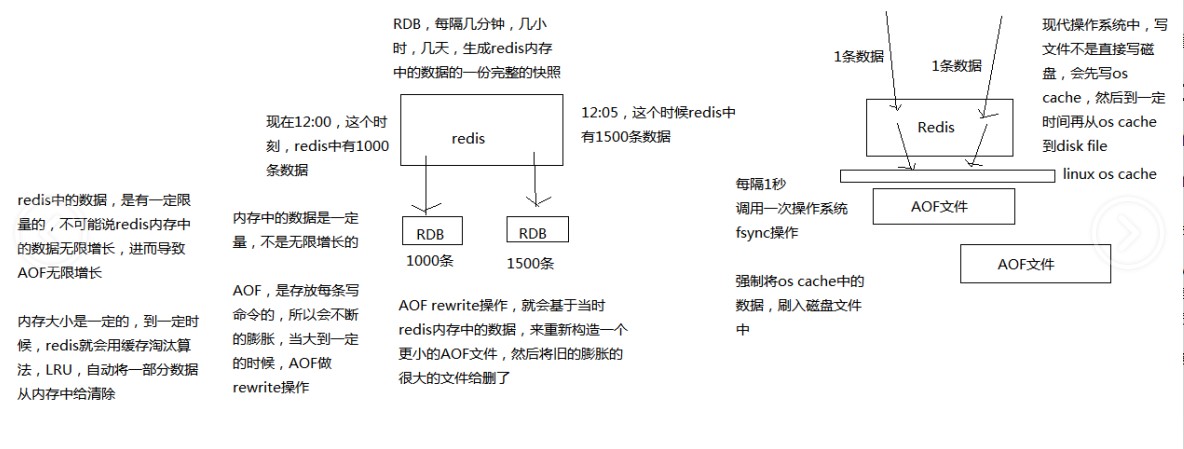 RDB，每隔几分钟，几小
时，几天，生成redis内存
中的数据的一份完整的快照
现在12:00，这个时
刻，redis中有1000
条数据
redis
12:05，这个时候redis中
有1500条数据
RDB
RDB
1000条
1500条
redis中的数据，是有一定限
量的，不可能说redis内存中
的数据无限增长，进而导致
AOF无限增长
内存大小是一定的，到一定时
候，redis就会用缓存淘汰算
法，LRU，自动将一部分数据
从内存中给清除
内存中的数据是一定
量，不是无限增长的
AOF，是存放每条写
命令的，所以会不断
的膨胀，当大到一定
的时候，AOF做
rewrite操作
AOF rewrite操作，就会基于当时
redis内存中的数据，来重新构造一个
更小的AOF文件，然后将旧的膨胀的
很大的文件给删了
1条数据
1条数据
Redis
现代操作系统中，写
文件不是直接写磁
盘，会先写os
cache，然后到一定
时间再从os cache
到disk file
linux os cache
每隔1秒
调用一次操作系统
fsync操作
强制将os cache中的
数据，刷入磁盘文件
中
AOF文件
AOF文件